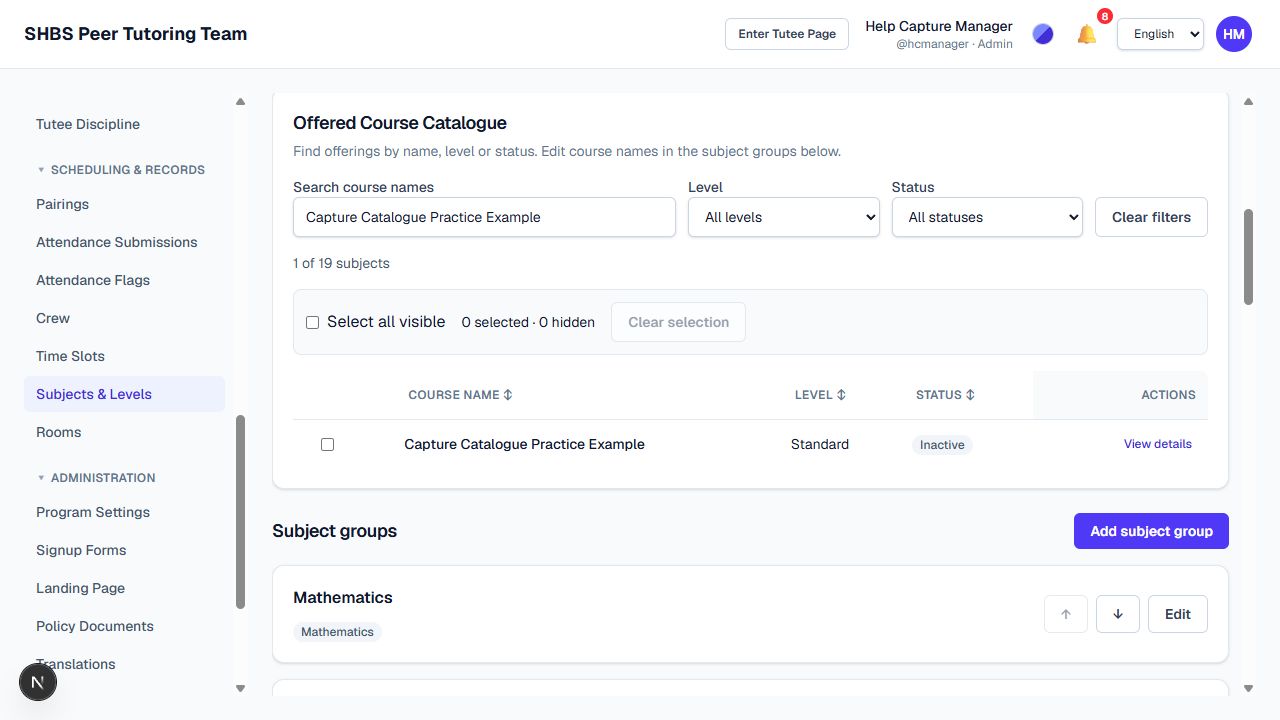 SHBS Peer Tutoring Team
Enter Tutee Page
Help Capture Manager
@hcmanager · Admin
8
English
HM
Tutee Discipline
SCHEDULING & RECORDS
Pairings
Attendance Submissions
Attendance Flags
Crew
Time Slots
Subjects & Levels
Rooms
ADMINISTRATION
Program Settings
Signup Forms
Landing Page
Policy Documents
Translations
N
Offered Course Catalogue
Find offerings by name, level or status. Edit course names in the subject groups below.
Search course names
Level
Status
Capture Catalogue Practice Example
All levels
All statuses
Clear filters
1 of 19 subjects
Select all visible
0 selected · 0 hidden
Clear selection
COURSE NAME ↕
LEVEL ↕
STATUS ↕
ACTIONS
Capture Catalogue Practice Example
Standard
Inactive
View details
Subject groups
Add subject group
Mathematics
Mathematics
↑
↓
Edit